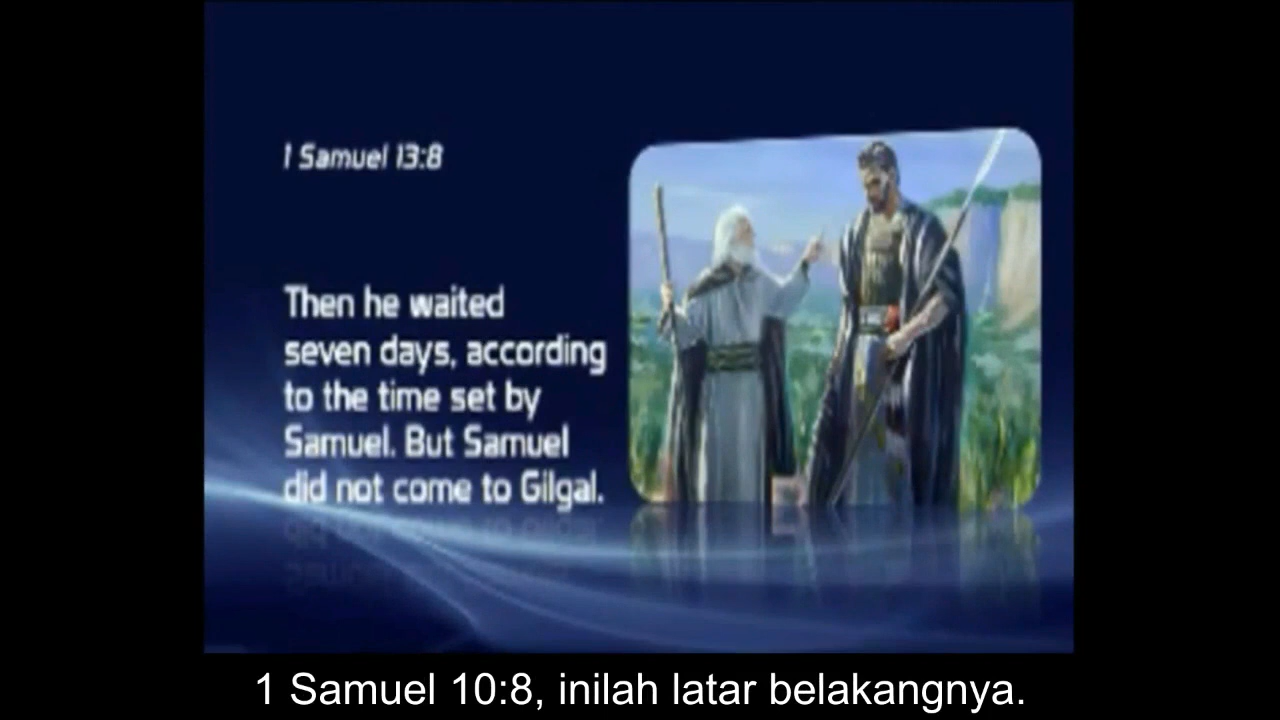 1 Samuel 13:8
Then he waited
seven days, according
to the time set by
Samuel. But Samuel
did not come to Gilgal.
1 Samuel 10:8, inilah latar belakangnya.